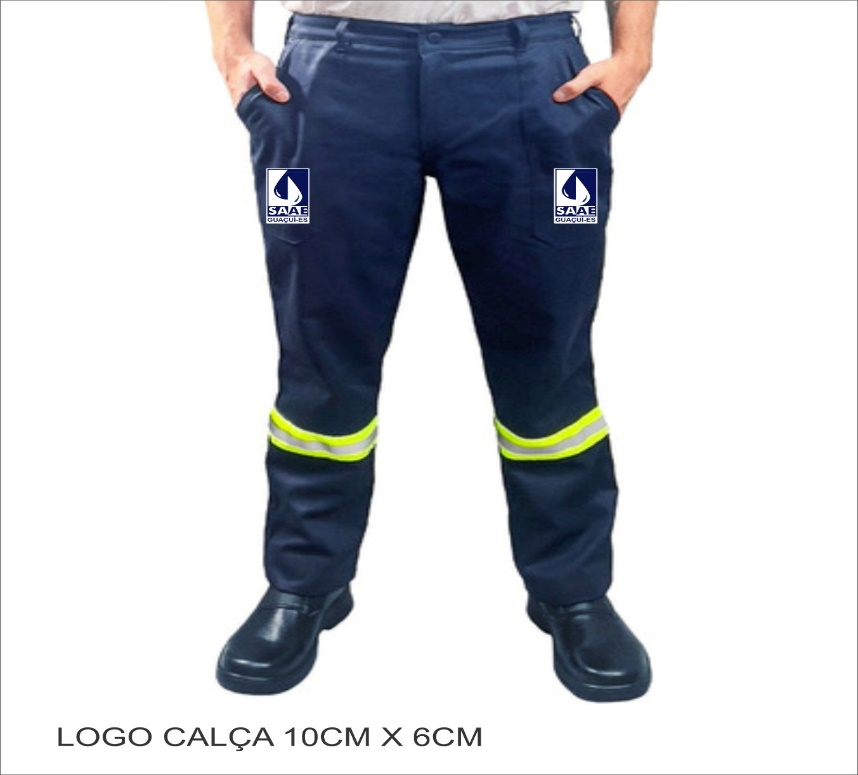 SAAE
GUAÇUÍ-ES
SAAE
GUAÇUÍ-ES
LOGO CALÇA 10CM X 6CM